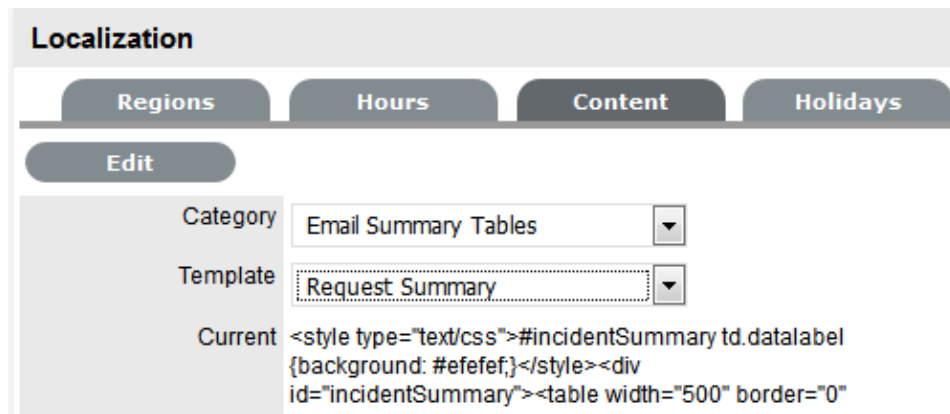 Localization
Regions Hours Content Holidays
Edit
Category Email Summary Tables
Template Request Summary
Current <style type="text/css">#incidentSummary td.datalabel
{background: #efefef;}</style><div
id="incidentSummary"><table width="500" border="0"